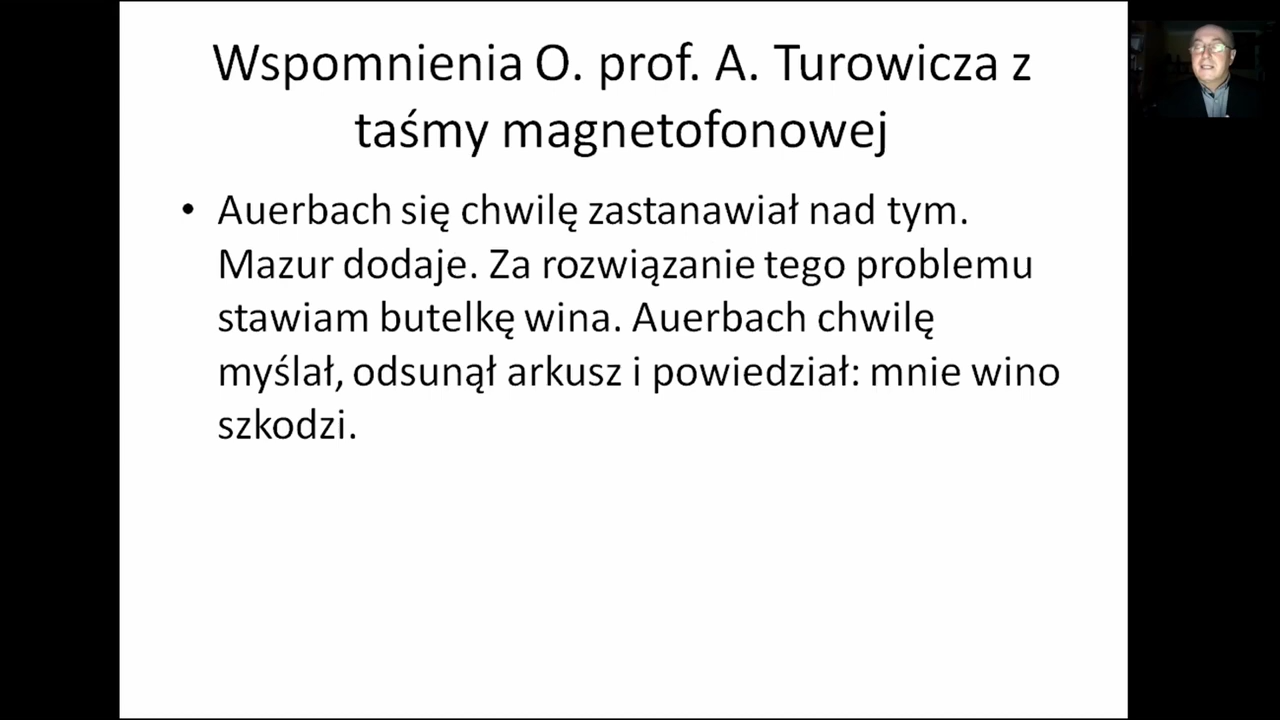 Wspomnienia O. prof. A. Turowicza z
taśmy magnetofonowej
• Auerbach się chwilę zastanawiał nad tym.
Mazur dodaje. Za rozwiązanie tego problemu
stawiam butelkę wina. Auerbach chwilę
myślał, odsunął arkusz i powiedział: mnie wino
szkodzi.